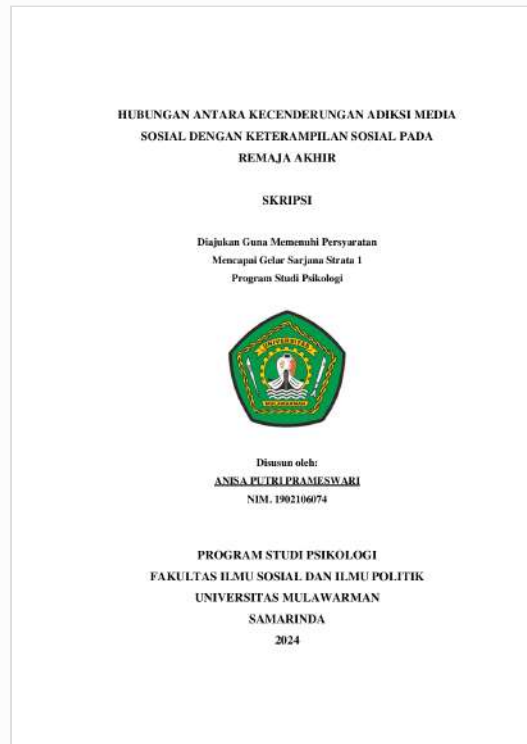 HUBUNGAN ANTARA KECENDERUNGAN ADIKSI MEDIA
SOSIAL DENGAN KETERAMPILAN SOSIAL PADA
REMAJA AKHIR
SKRIPSI
Diajukan Guna Memenuhi Persyaratan
Mencapai Gelar Sarjana Strata 1
Program Studi Psikologi
UNIVERSITAS
MULAWARMAN
Disusun oleh:
ANISA PUTRI PRAMESWARI
NIM. 1902106074
PROGRAM STUDI PSIKOLOGI
FAKULTAS ILMU SOSIAL DAN ILMU POLITIK
UNIVERSITAS MULAWARMAN
SAMARINDA
2024